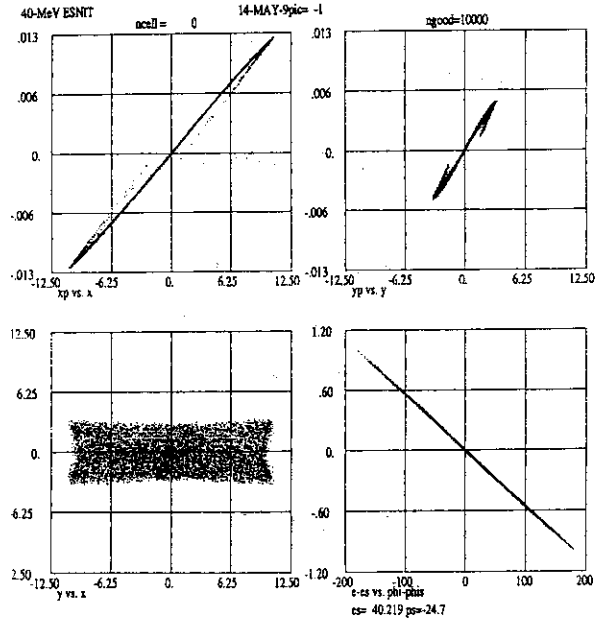 40-MeV ESNIT
ncell = 0
14-MAY-9pic= -1
ngood=10000
.013
.006
0.
-.006
-.013
-12.50 -6.25 0. 6.25 12.50
xp vs. x
.013
.006
0.
-.006
-.013
-12.50 -6.25 0. 6.25 12.50
yp vs. y
12.50
6.25
0.
-6.25
2.50
-12.50 -6.25 0. 6.25 12.50
y vs. x
1.20
.60
0.
-.60
-1.20
-200 -100 0 100 200
e-es vs. phi-phis
es= 40.219 ps=-24.7